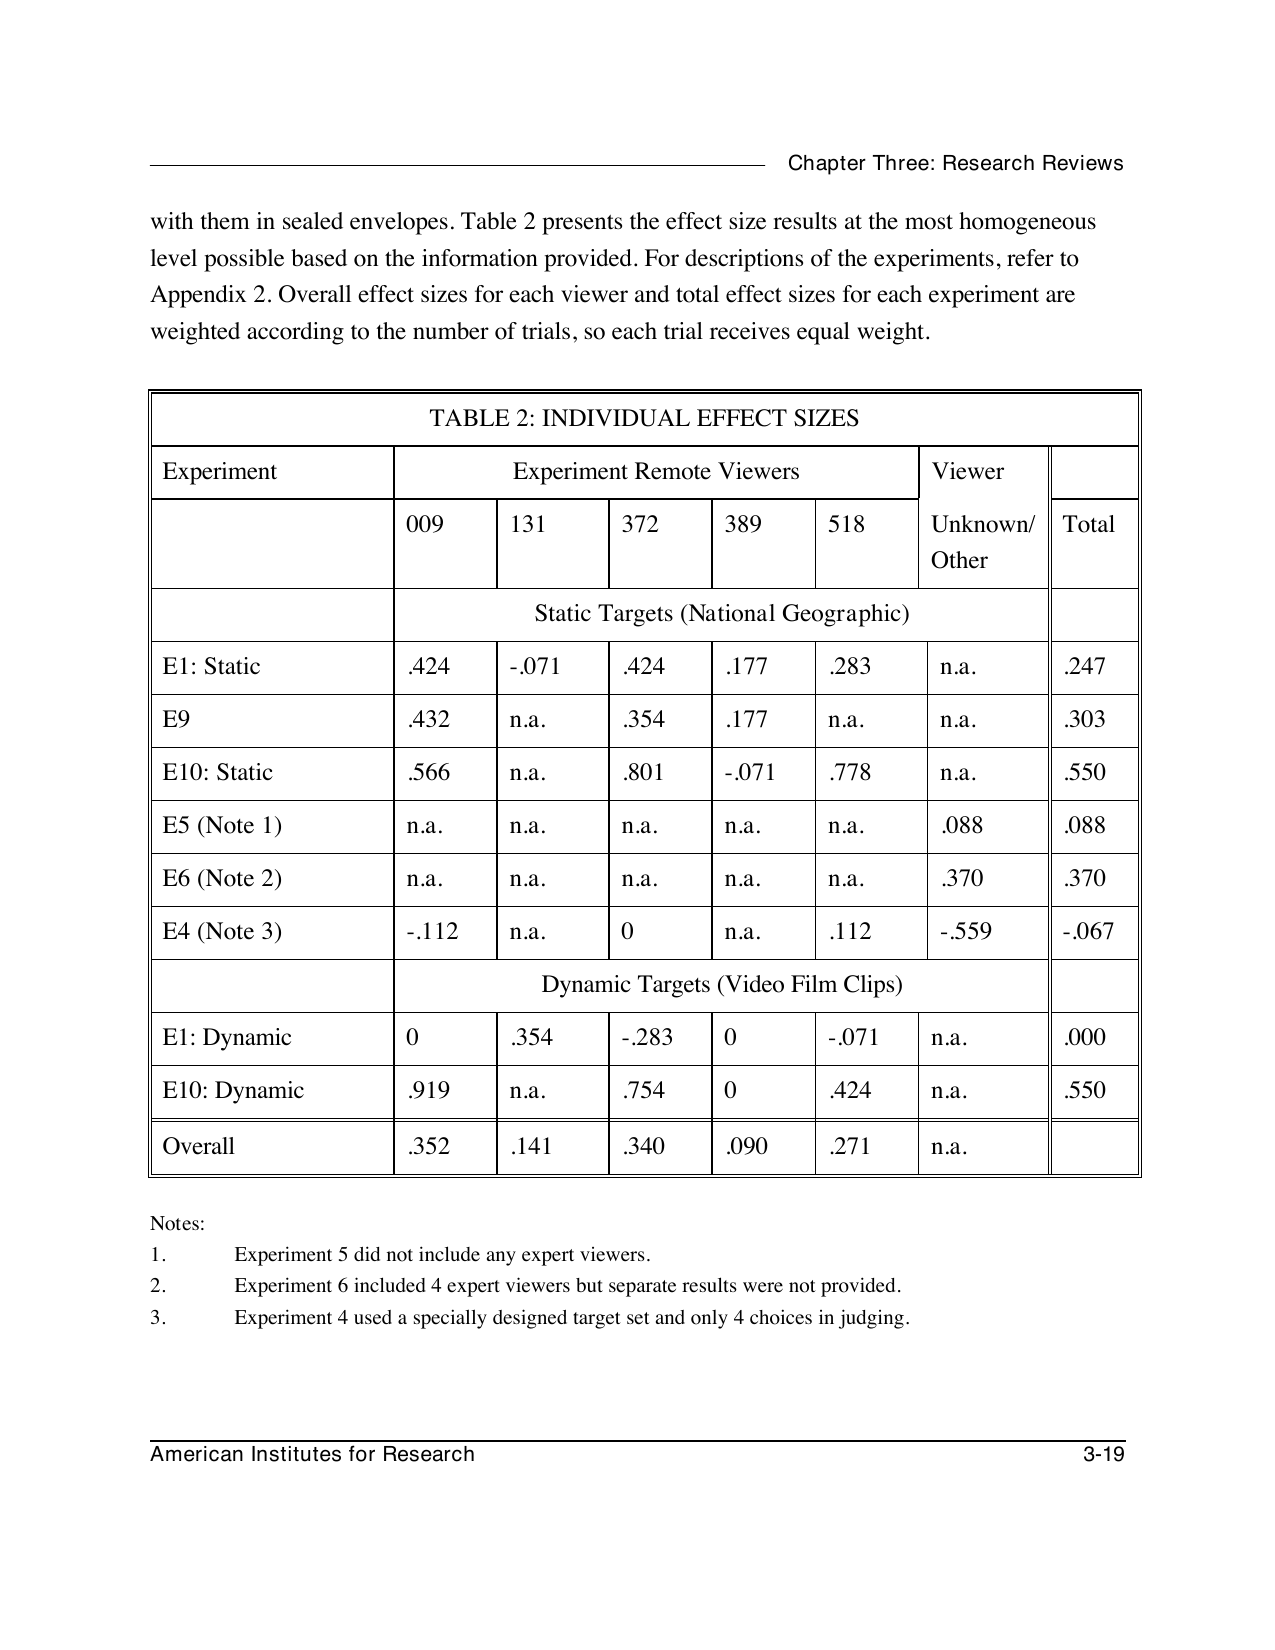 Chapter Three: Research Reviews
with them in sealed envelopes. Table 2 presents the effect size results at the most homogeneous
level possible based on the information provided. For descriptions of the experiments, refer to
Appendix 2. Overall effect sizes for each viewer and total effect sizes for each experiment are
weighted according to the number of trials, so each trial receives equal weight.
TABLE 2: INDIVIDUAL EFFECT SIZES
Experiment Experiment Remote Viewers Viewer
009 131 372 389 518 Unknown/ Total
Other
Static Targets (National Geographic)
E1: Static .424 -.071 .424 .177 .283 n.a. .247
E9 .432 n.a. .354 .177 n.a. n.a. .303
E10: Static .566 n.a. .801 -.071 .778 n.a. .550
E5 (Note 1) n.a. n.a. n.a. n.a. n.a. .088 .088
E6 (Note 2) n.a. n.a. n.a. n.a. n.a. .370 .370
E4 (Note 3) -.112 n.a. 0 n.a. .112 -.559 -.067
Dynamic Targets (Video Film Clips)
E1: Dynamic 0 .354 -.283 0 -.071 n.a. .000
E10: Dynamic .919 n.a. .754 0 .424 n.a. .550
Overall .352 .141 .340 .090 .271 n.a.
Notes:
1. Experiment 5 did not include any expert viewers.
2. Experiment 6 included 4 expert viewers but separate results were not provided.
3. Experiment 4 used a specially designed target set and only 4 choices in judging.
American Institutes for Research 3-19